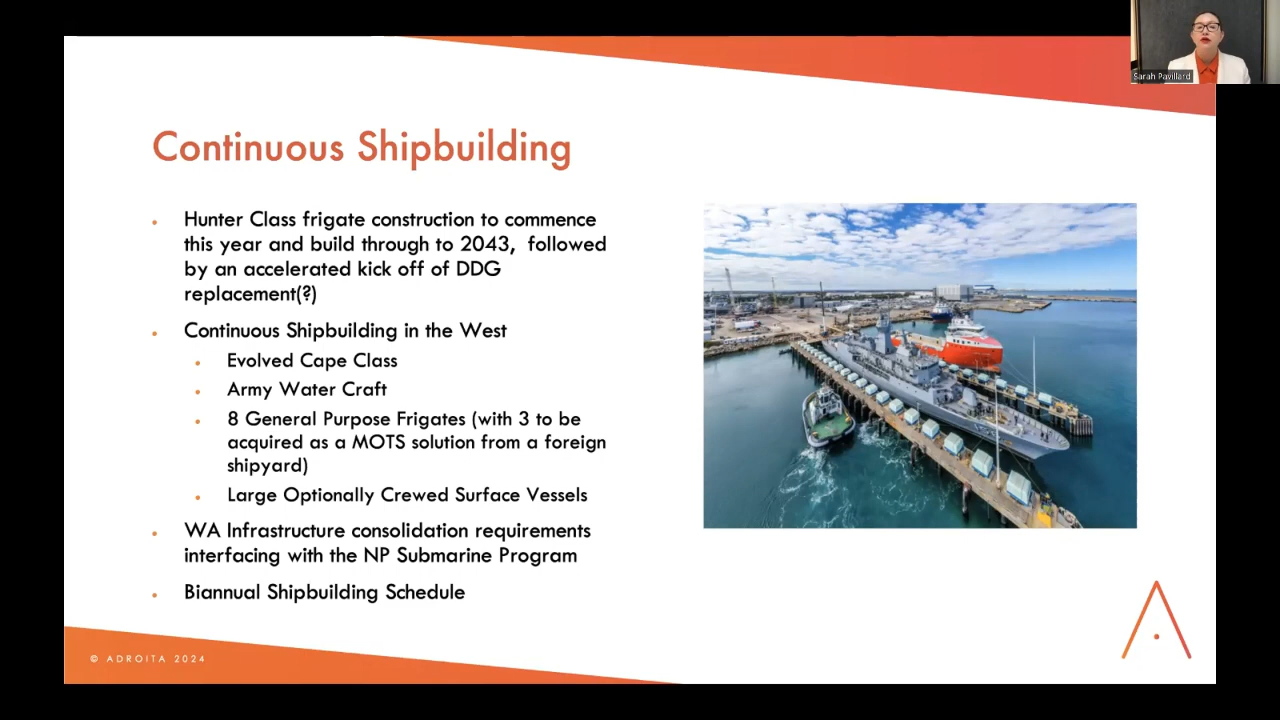 Sarah Pavillard
Continuous Shipbuilding
• Hunter Class frigate construction to commence
this year and build through to 2043, followed
by an accelerated kick off of DDG
replacement(?)
• Continuous Shipbuilding in the West
• Evolved Cape Class
• Army Water Craft
• 8 General Purpose Frigates (with 3 to be
acquired as a MOTS solution from a foreign
shipyard)
• Large Optionally Crewed Surface Vessels
• WA Infrastructure consolidation requirements
interfacing with the NP Submarine Program
• Biannual Shipbuilding Schedule
© ADROITA 2024